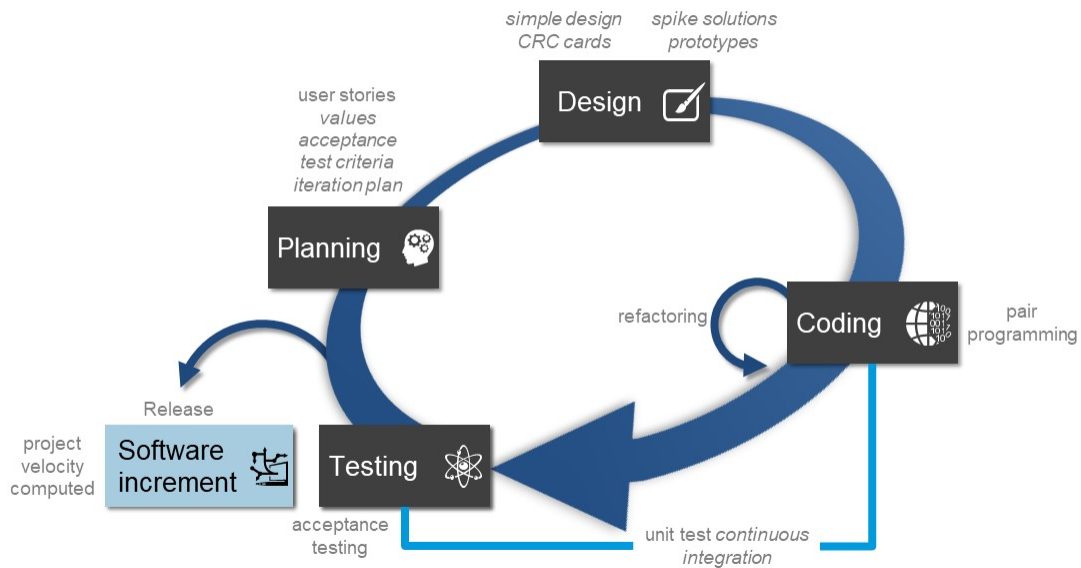 simple design
CRC cards
spike solutions
prototypes
Design
user stories
values
acceptance
test criteria
iteration plan
Planning
refactoring
Coding
pair
programming
Release
project
velocity
computed
Software
increment
Testing
acceptance
testing
unit test continuous
integration